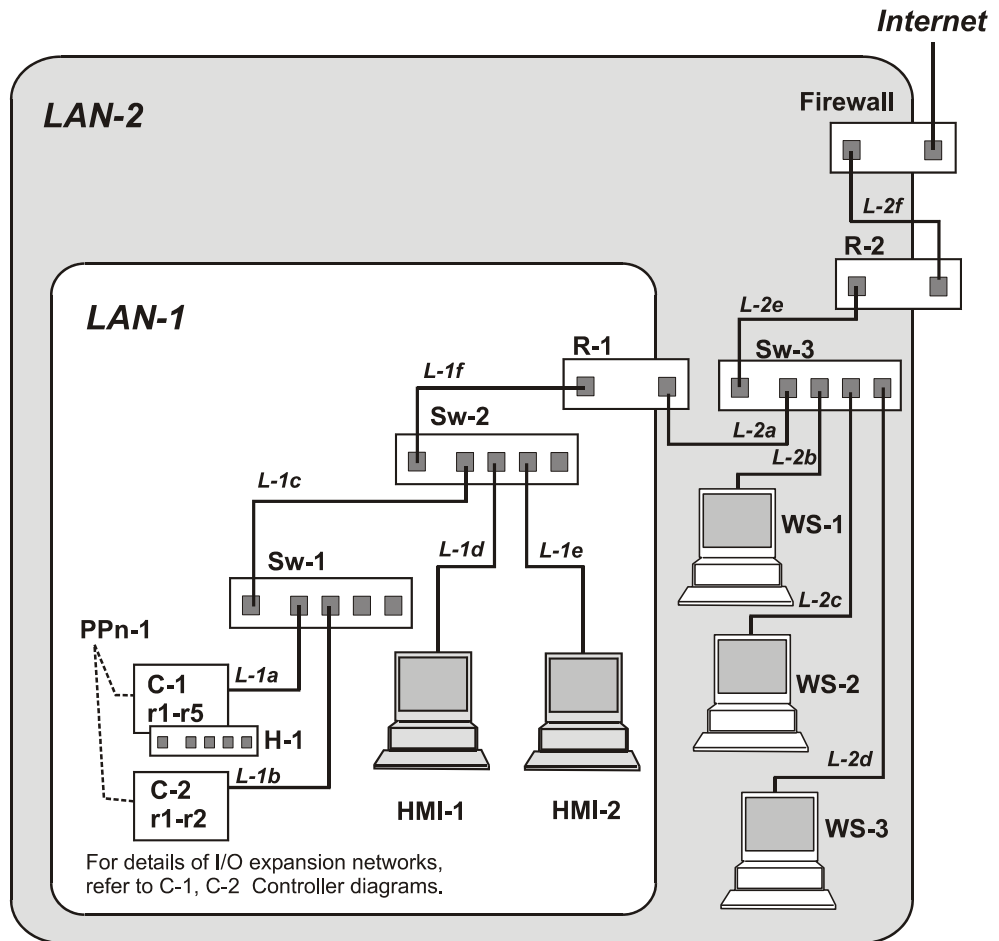 Internet
LAN-2
Firewall
L-2f
R-2
LAN-1
L-2e
R-1
Sw-3
L-1f
Sw-2
L-2a
L-2b
L-1c
WS-1
L-1d
L-1e
Sw-1
L-2c
PPn-1
L-1a
C-1
r1-r5
WS-2
H-1
L-2d
L-1b
C-2
r1-r2
HMI-1
HMI-2
WS-3
For details of I/O expansion networks,
refer to C-1, C-2 Controller diagrams.